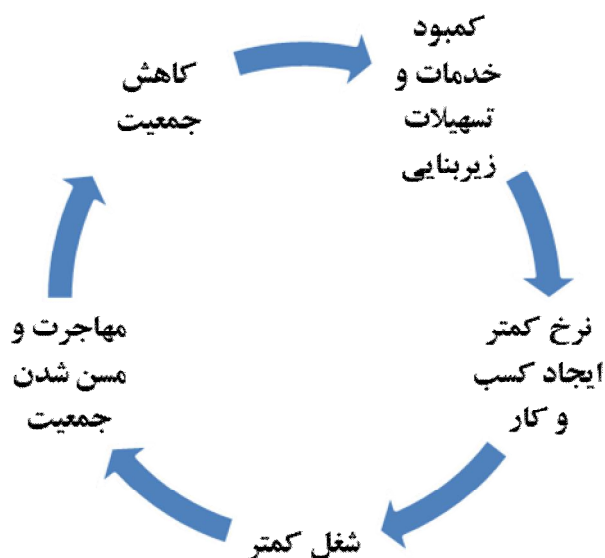 کمبود
خدمات و
تسهیلات
زیربنایی
نرخ کمتر
ایجاد کسب
و کار
شغل کمتر
مهاجرت و
مسن شدن
جمعیت
کاهش
جمعیت